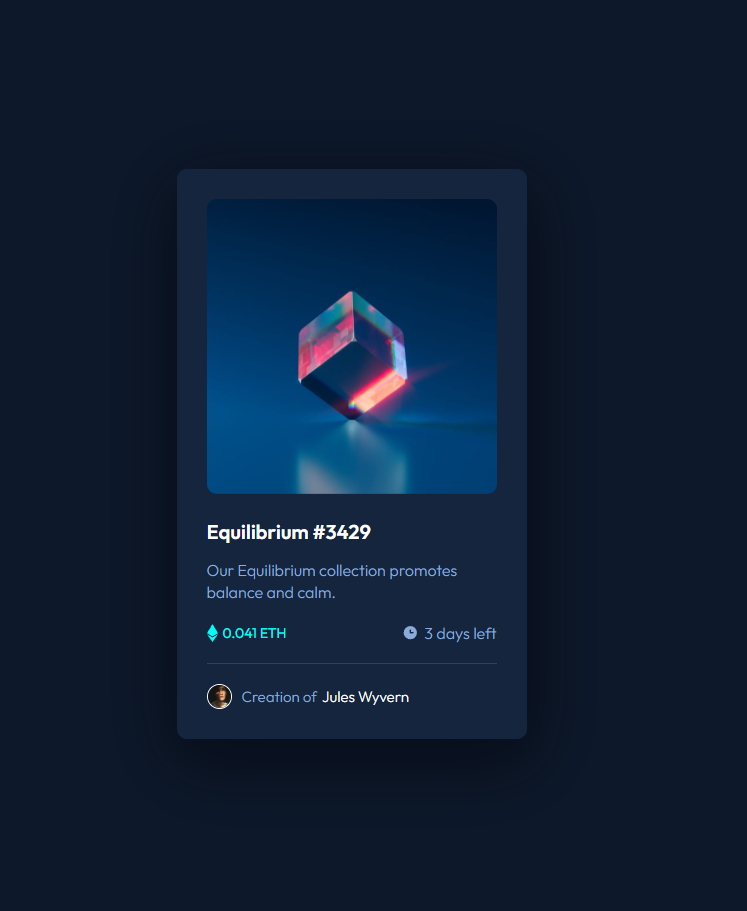 Equilibrium #3429
Our Equilibrium collection promotes
balance and calm.
0.041 ETH 3 days left
Creation of Jules Wyvern